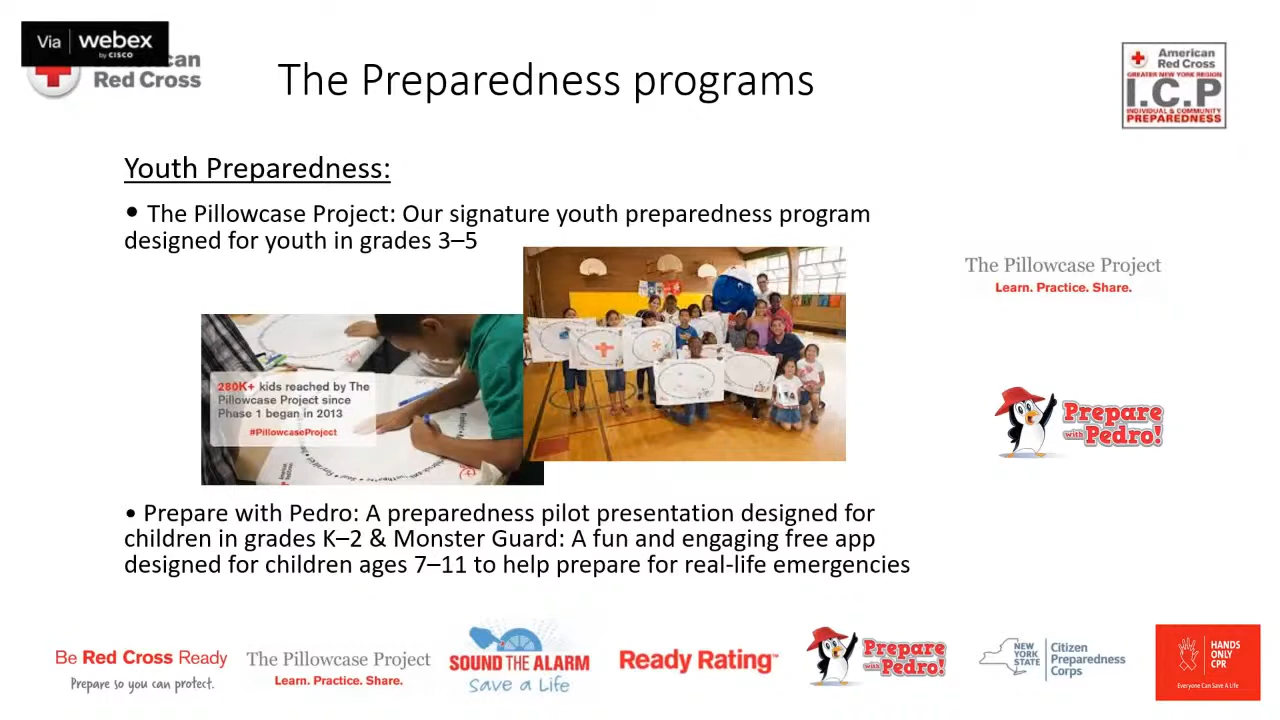 Via webex
by CISCO
American
Red Cross
The Preparedness programs
American
Red Cross
GREATER NEW YORK REGION
I.C.P
INDIVIDUAL & COMMUNITY
PREPAREDNESS
Youth Preparedness:
• The Pillowcase Project: Our signature youth preparedness program
designed for youth in grades 3–5
The Pillowcase Project
Learn. Practice. Share.
280K+ kids reached by The
Pillowcase Project since
Phase 1 began in 2013
#PillowcaseProject
Prepare
with Pedro!
• Prepare with Pedro: A preparedness pilot presentation designed for
children in grades K–2 & Monster Guard: A fun and engaging free app
designed for children ages 7–11 to help prepare for real-life emergencies
Be Red Cross Ready
Prepare so you can protect.
The Pillowcase Project
Learn. Practice. Share.
SOUND THE ALARM
Save a Life
Ready Rating™
Prepare
with Pedro!
NEW
YORK
STATE
Citizen
Preparedness
Corps
HANDS
ONLY
CPR
Everyone Can Save A Life